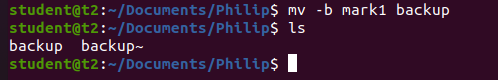 student@t2:~/Documents/Philip$ mv -b mark1 backup
student@t2:~/Documents/Philip$ ls
backup  backup~
student@t2:~/Documents/Philip$